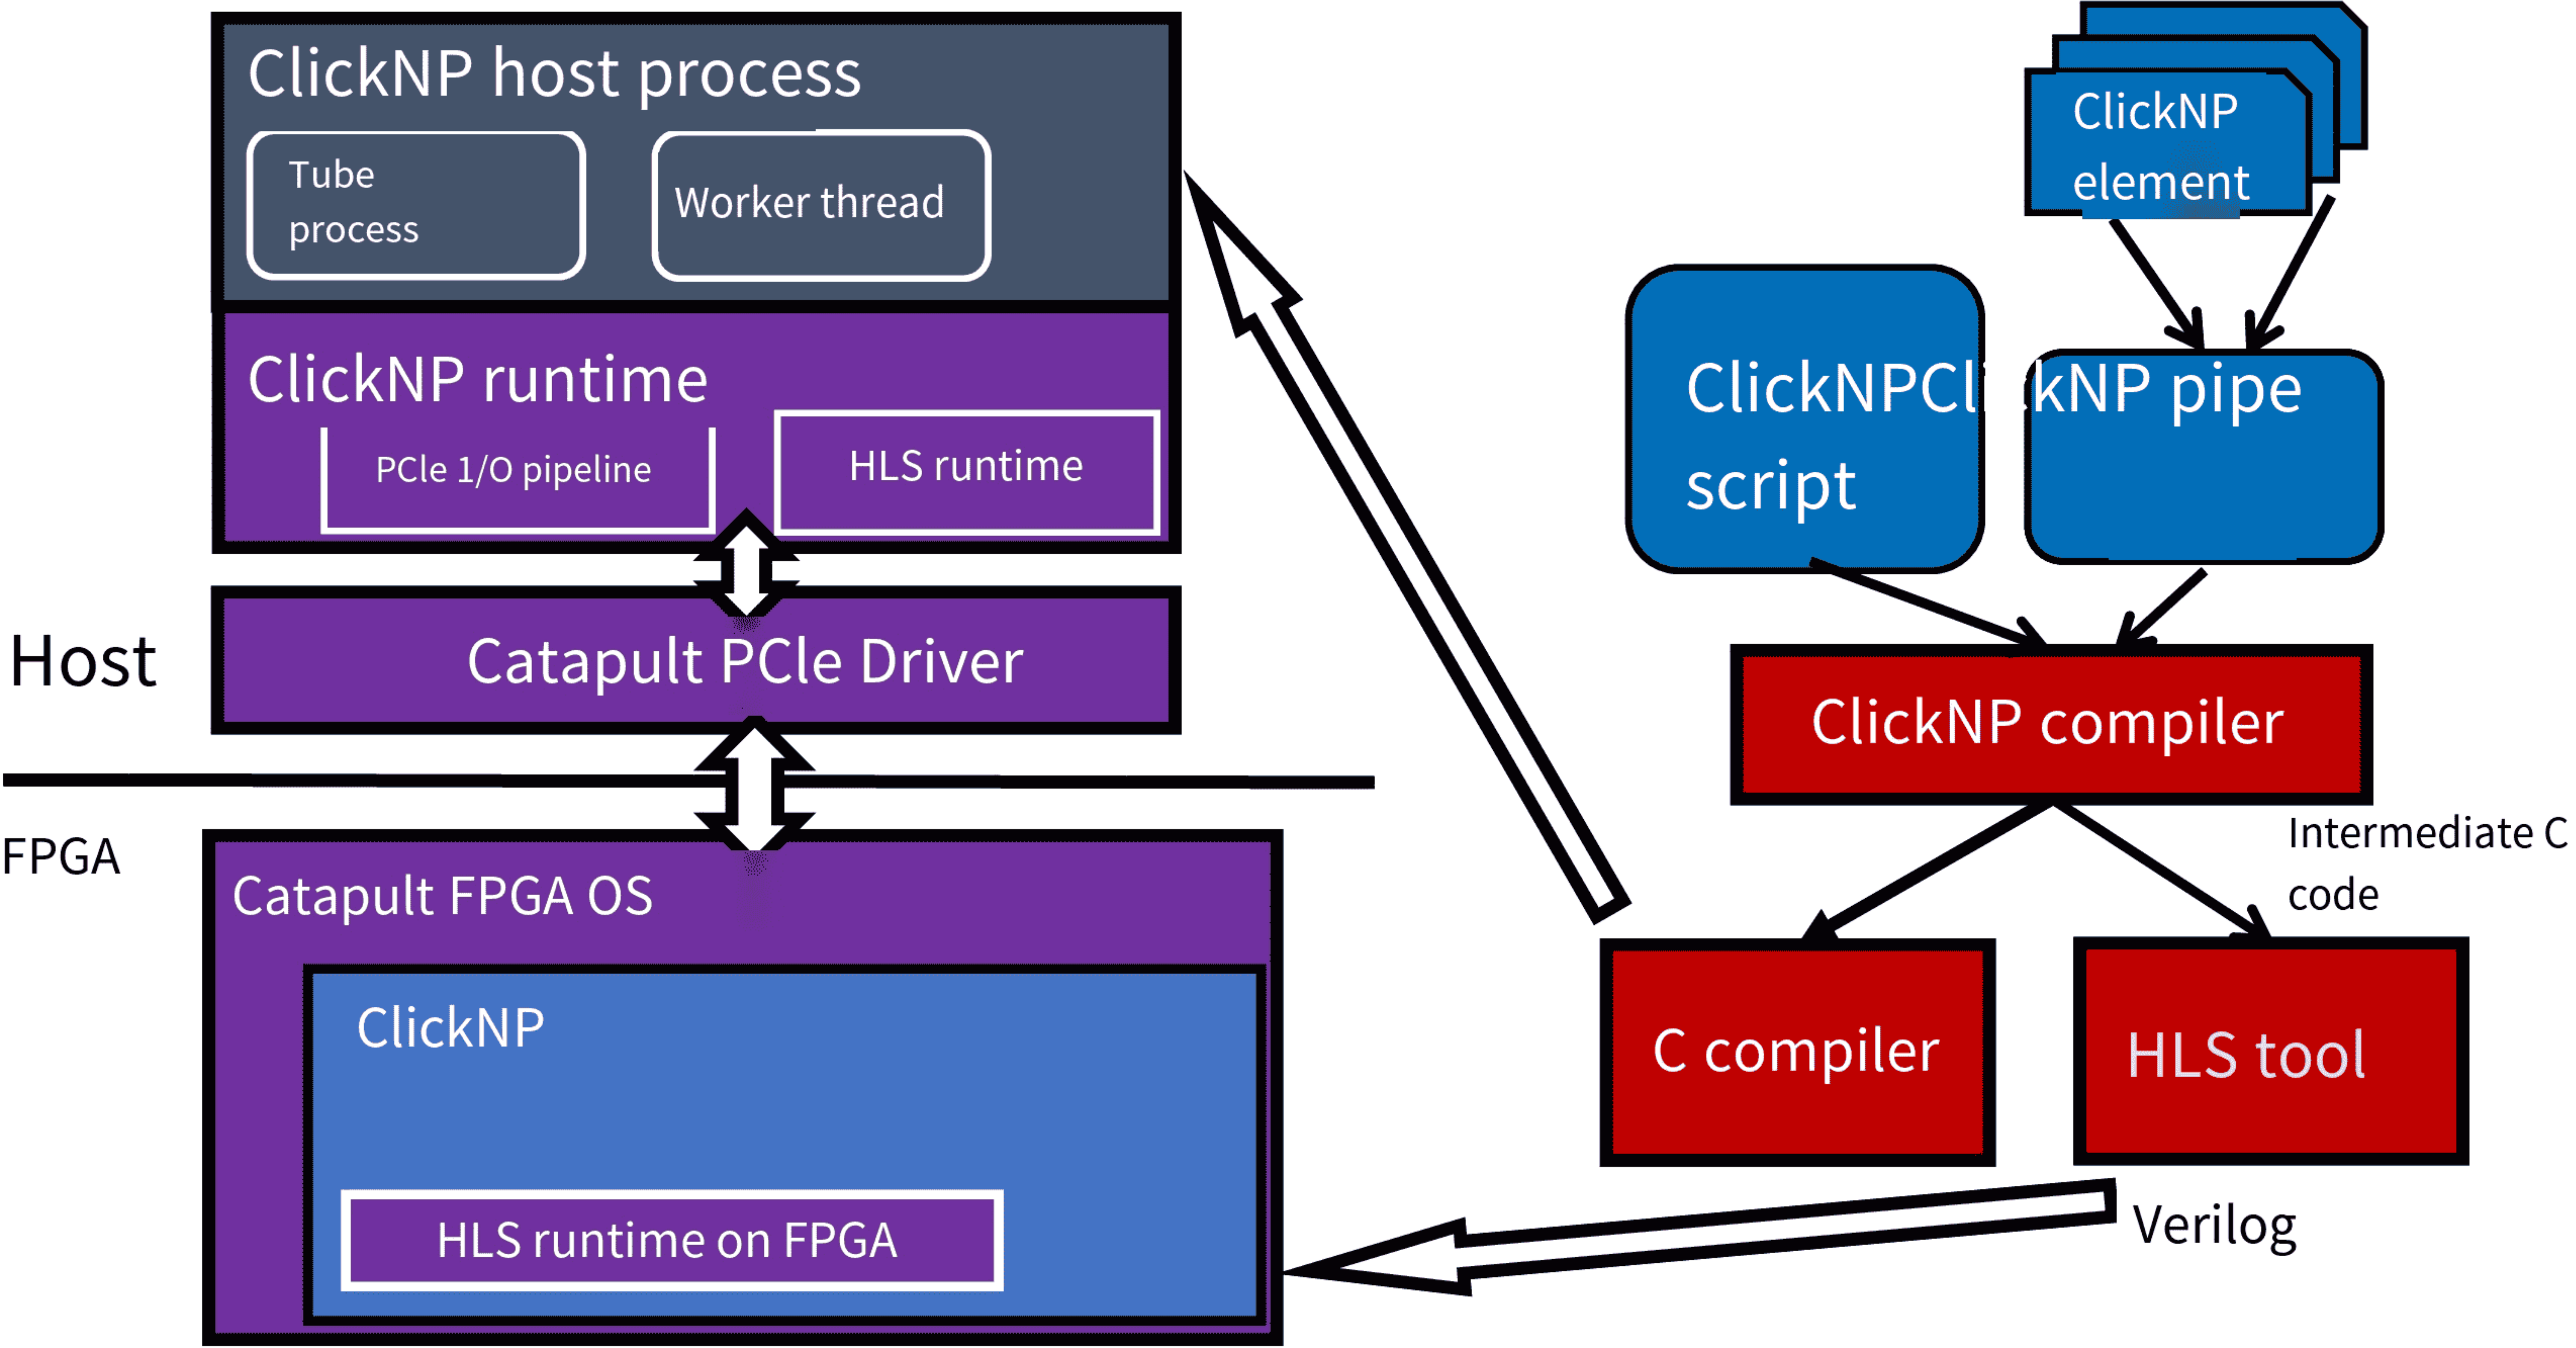 ClickNP host process
Tube
process
Worker thread
ClickNP runtime
PCle 1/O pipeline
HLS runtime
Host
Catapult PCle Driver
FPGA
Catapult FPGA OS
ClickNP
HLS runtime on FPGA
ClickNP
element
ClickNP
script
ClickNP pipe
ClickNP compiler
Intermediate C
code
C compiler
HLS tool
Verilog